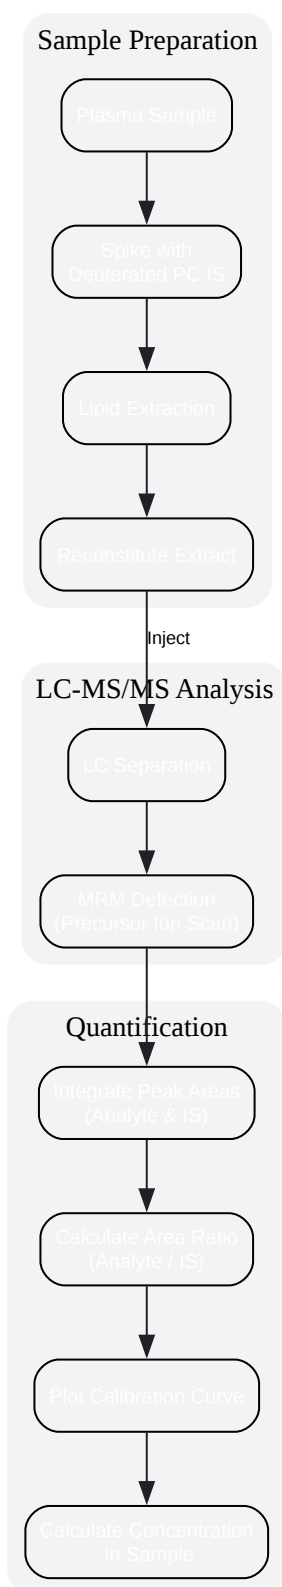 Sample Preparation
Plasma Sample
Spike with
Deuterated PC IS
Lipid Extraction
Reconstitute Extract
Inject
LC-MS/MS Analysis
LC Separation
MRM Detection
(Precursor Ion Scan)
Quantification
Integrate Peak Areas
(Analyte & IS)
Calculate Area Ratio
(Analyte / IS)
Plot Calibration Curve
Calculate Concentration
in Sample